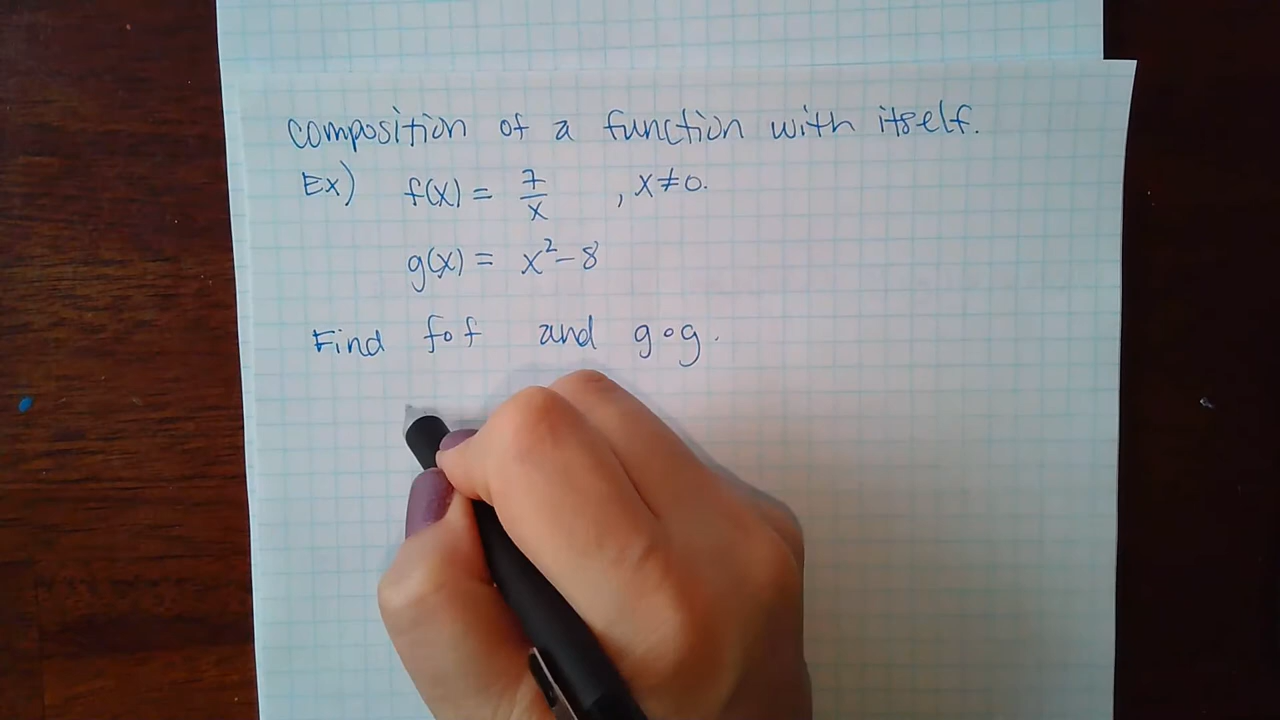 composition of a function with itself.
Ex) f(x) = 7/x , x≠0.
g(x) = x²-8
Find f∘f and g∘g.